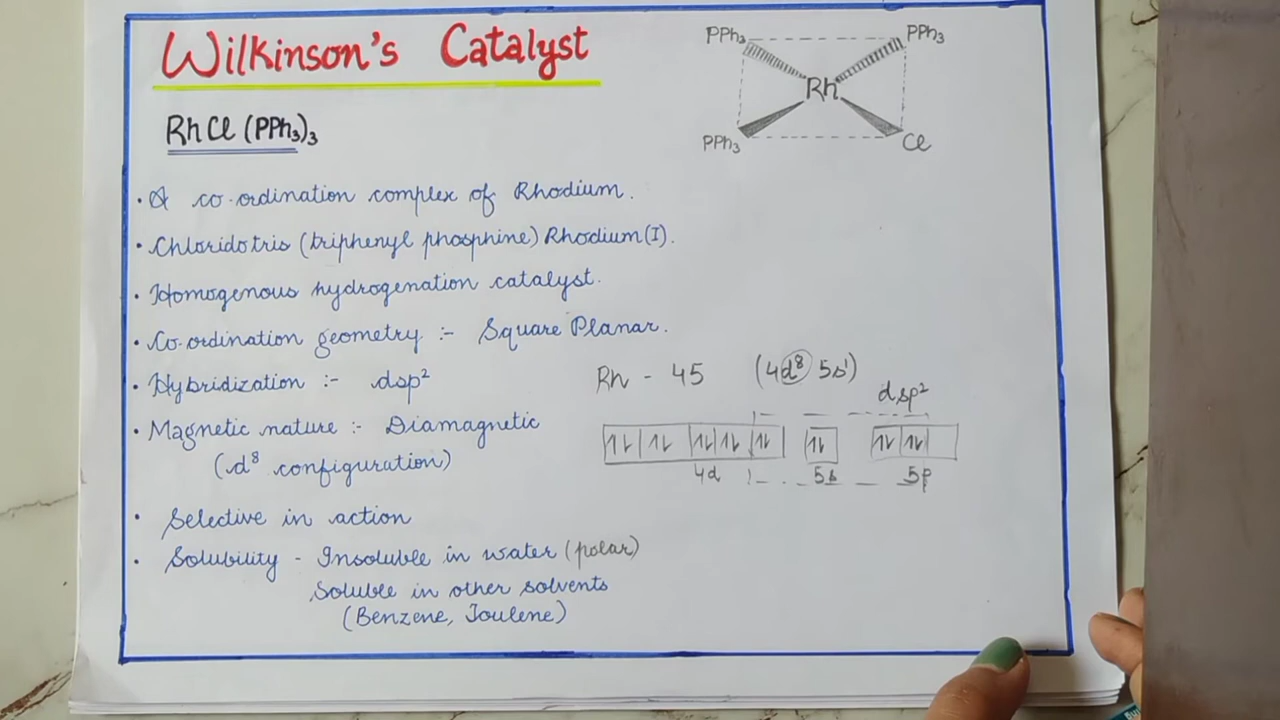 Wilkinson's Catalyst
RhCl(PPh₃)₃
PPh₃ PPh₃
Rh
PPh₃ Cl
• A co-ordination complex of Rhodium.
• Chloridotris (triphenyl phosphine) Rhodium(I).
• Homogenous hydrogenation catalyst.
• Co-ordination geometry :- Square Planar.
• Hybridization :- dsp²
• Magnetic nature :- Diamagnetic
(d⁸ configuration)
Rh - 45 (4d⁸ 5s¹)
dsp²
⥮ ⥮ ⥮ ⥮ ⥮ ⥮ ⥮ ⥮
4d 5s 5p
• Selective in action
• Solubility - Insoluble in water (polar)
Soluble in other solvents
(Benzene, Toulene)